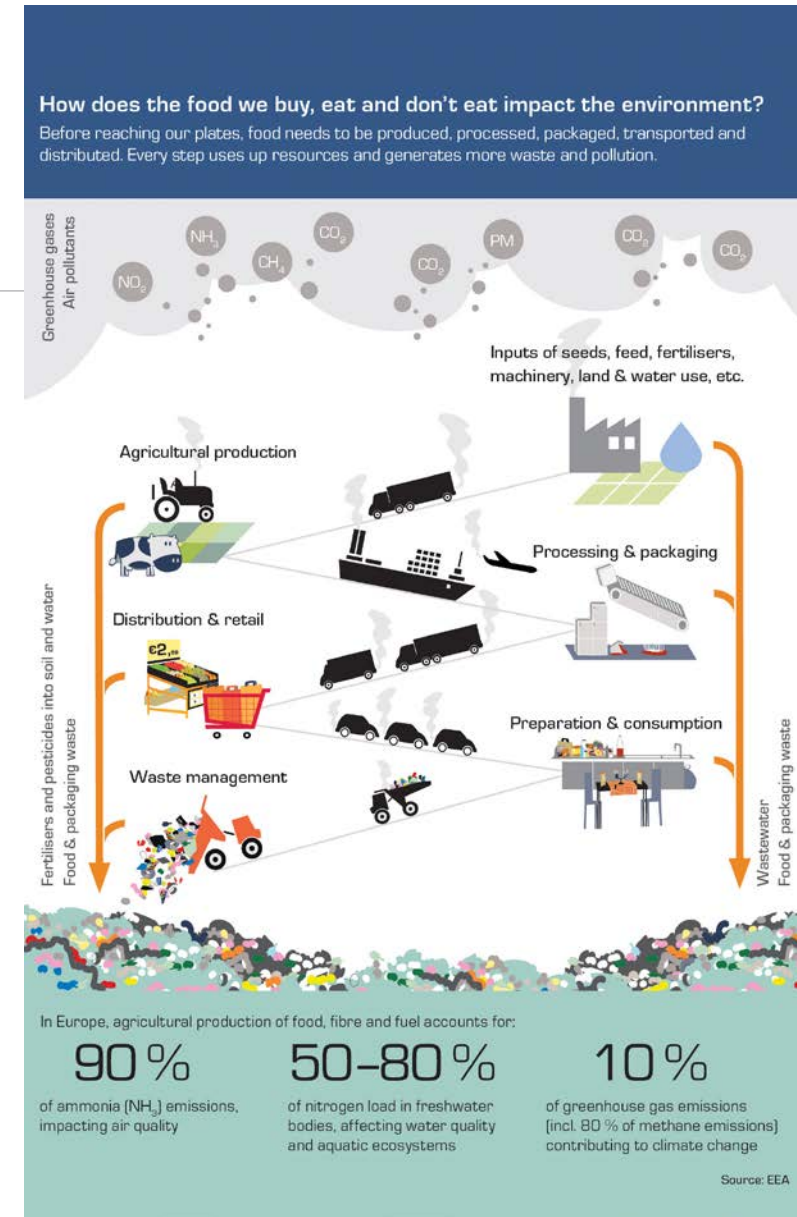 How does the food we buy, eat and don't eat impact the environment?
Before reaching our plates, food needs to be produced, processed, packaged, transported and
distributed. Every step uses up resources and generates more waste and pollution.
Greenhouse gases
Air pollutants
NO₂
NH₃
CH₄
CO₂
CO₂
PM
CO₂
CO₂
Inputs of seeds, feed, fertilisers,
machinery, land & water use, etc.
Agricultural production
Processing & packaging
Distribution & retail
€2,
Preparation & consumption
Waste management
Fertilisers and pesticides into soil and water
Food & packaging waste
Wastewater
Food & packaging waste
In Europe, agricultural production of food, fibre and fuel accounts for:
90 %
of ammonia (NH₃) emissions,
impacting air quality
50–80 %
of nitrogen load in freshwater
bodies, affecting water quality
and aquatic ecosystems
10 %
of greenhouse gas emissions
(incl. 80 % of methane emissions)
contributing to climate change
Source: EEA